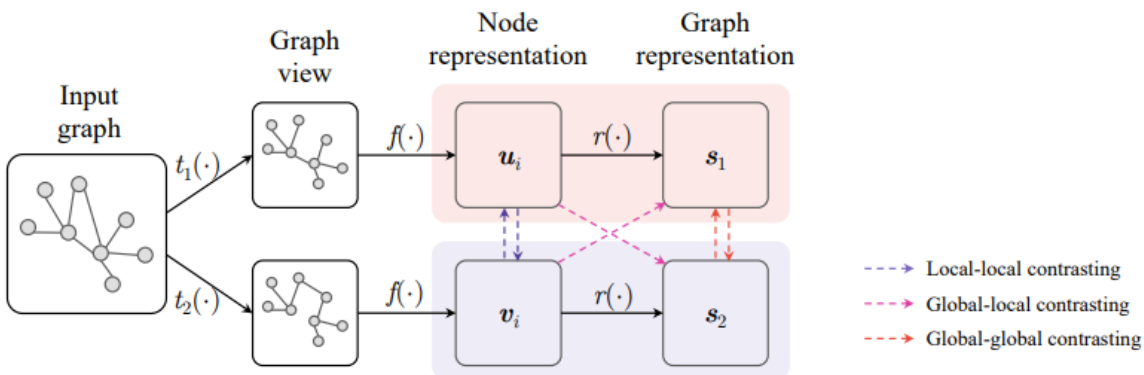 Input
graph
t₁(·)
t₂(·)
Graph
view
f(·)
f(·)
Node
representation
Graph
representation
𝒖ᵢ
r(·)
𝒔₁
𝒗ᵢ
r(·)
𝒔₂
Local-local contrasting
Global-local contrasting
Global-global contrasting